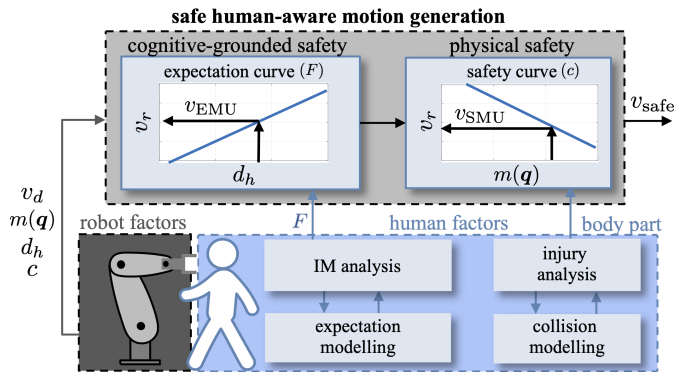 safe human-aware motion generation
cognitive-grounded safety
physical safety
expectation curve (F)
v_r
v_EMU
d_h
safety curve (c)
v_r
v_SMU
m(q)
v_safe
v_d
m(q)
d_h
c
robot factors
F
human factors
body part
IM analysis
expectation
modelling
injury
analysis
collision
modelling